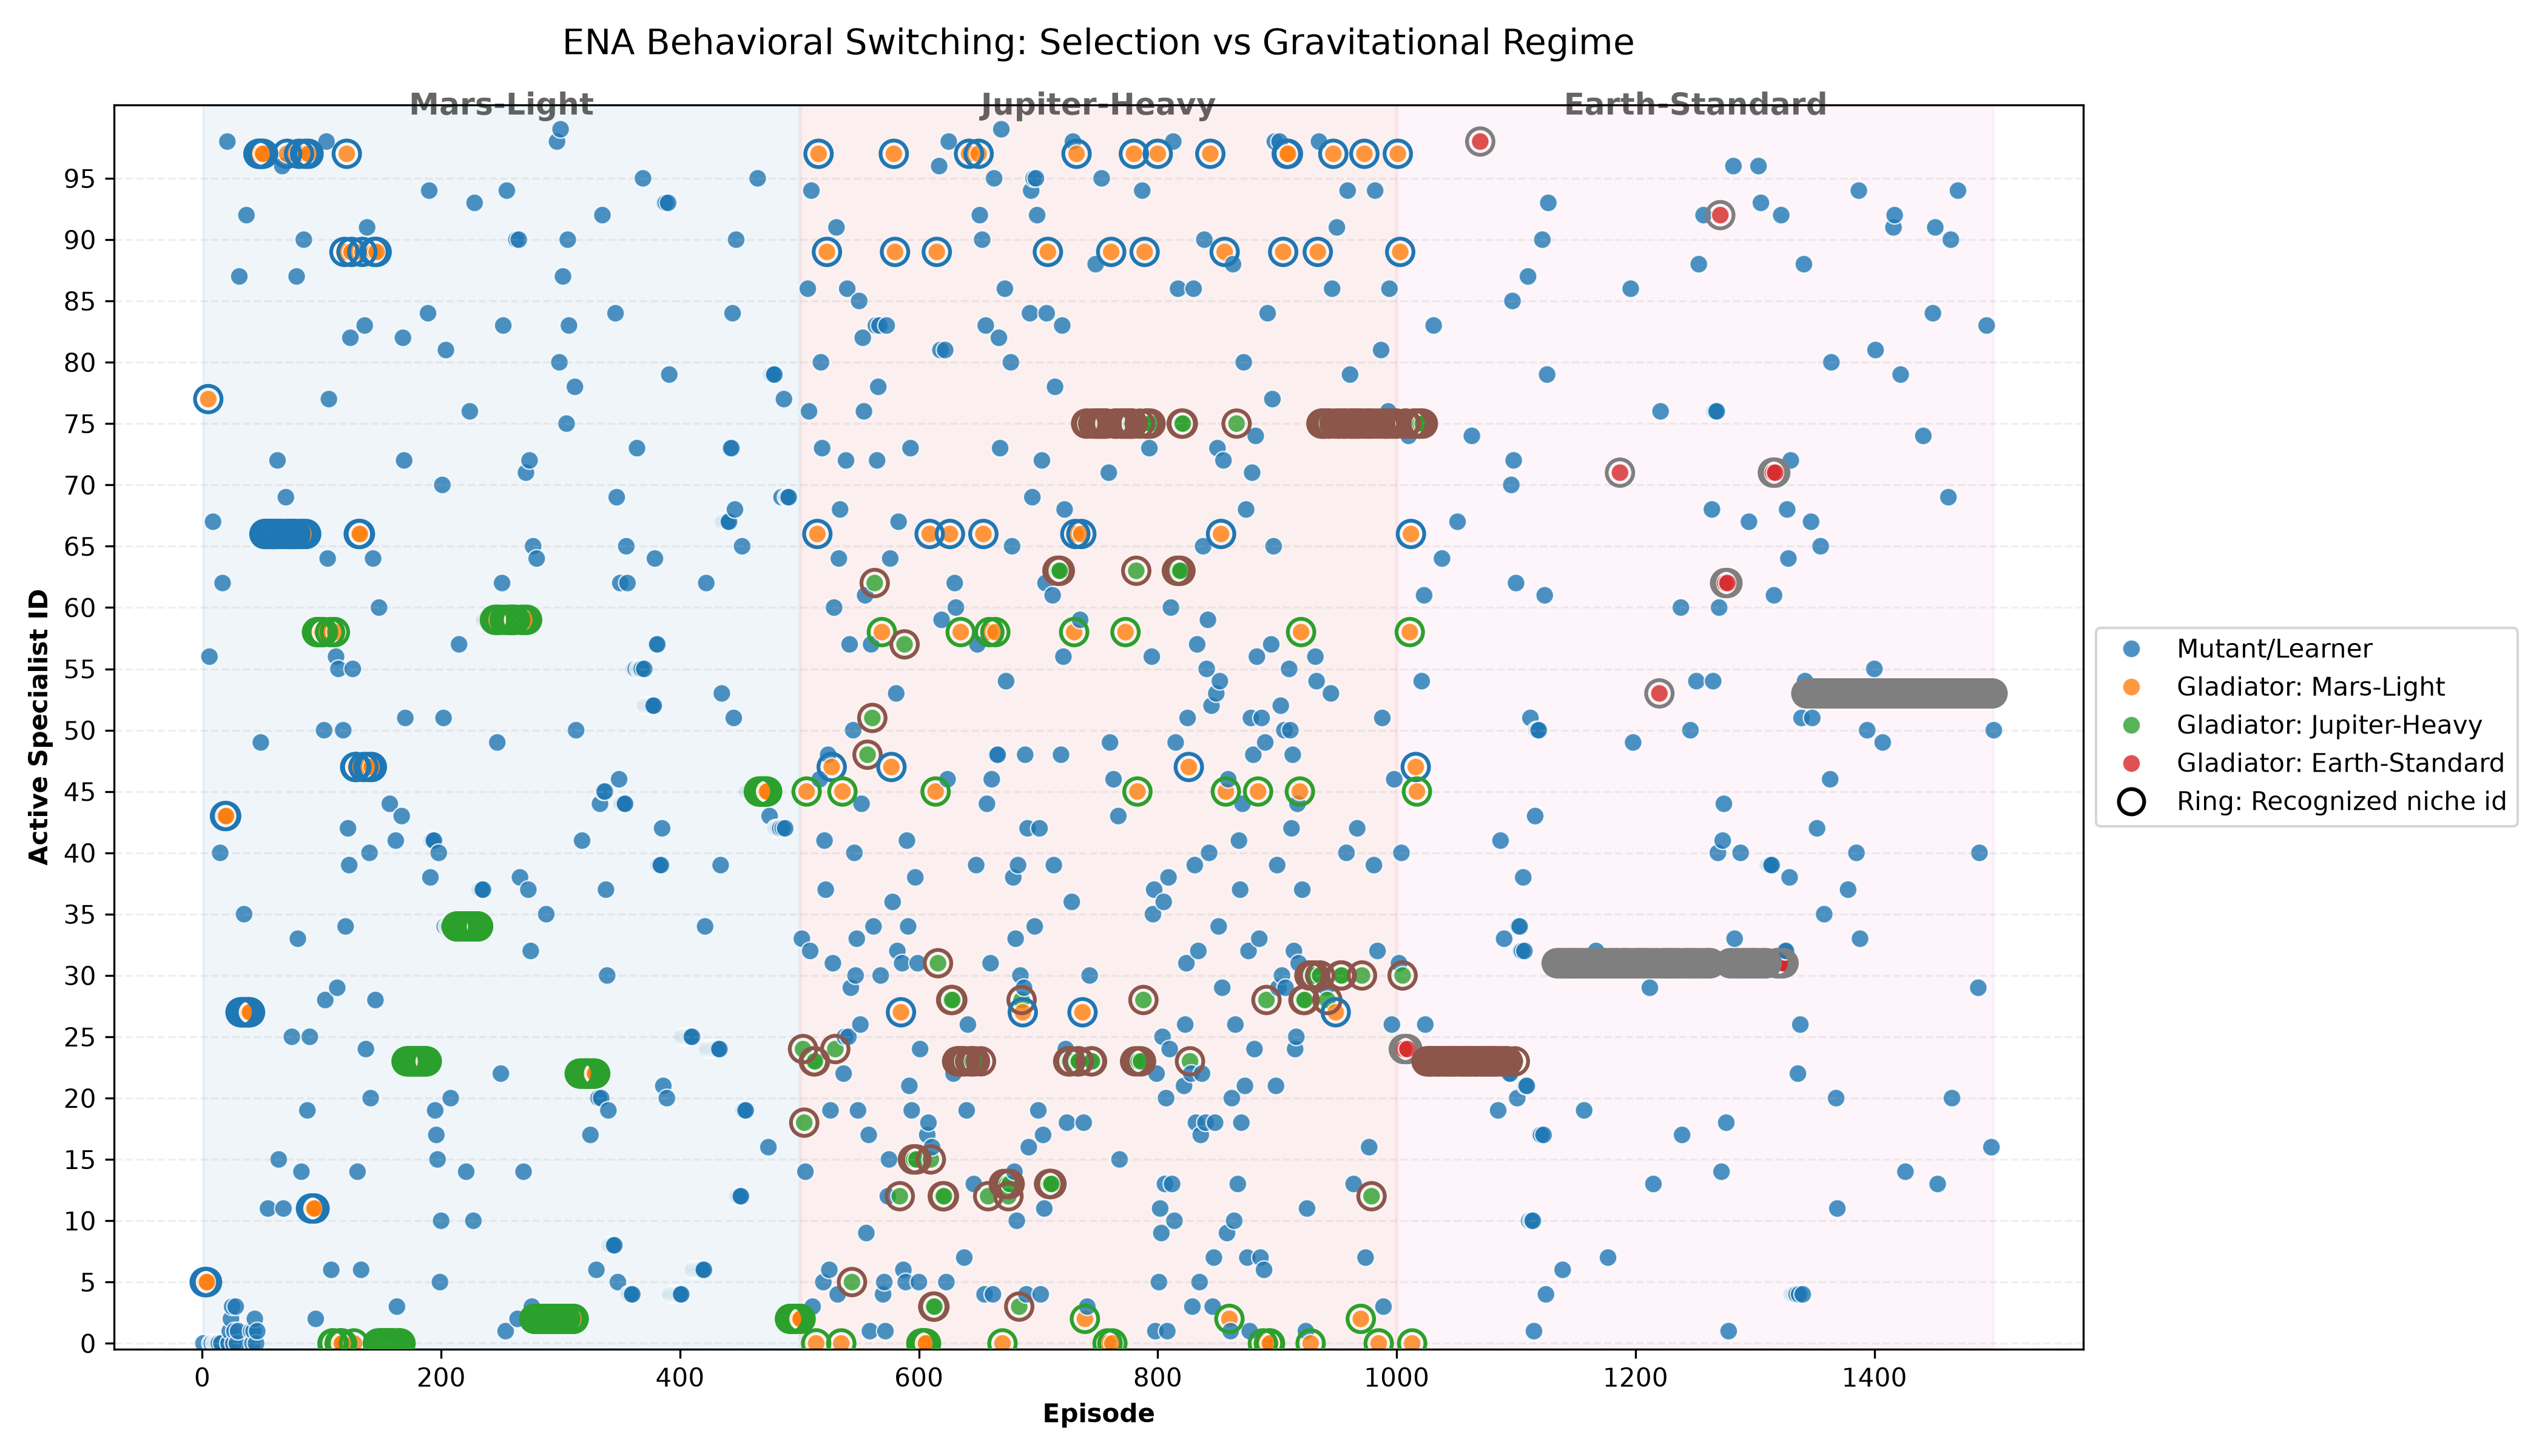 ENA Behavioral Switching: Selection vs Gravitational Regime
Mars-Light
Jupiter-Heavy
Earth-Standard
Active Specialist ID
95
90
85
80
75
70
65
60
55
50
45
40
35
30
25
20
15
10
5
0
0 200 400 600 800 1000 1200 1400
Episode
Mutant/Learner
Gladiator: Mars-Light
Gladiator: Jupiter-Heavy
Gladiator: Earth-Standard
Ring: Recognized niche id